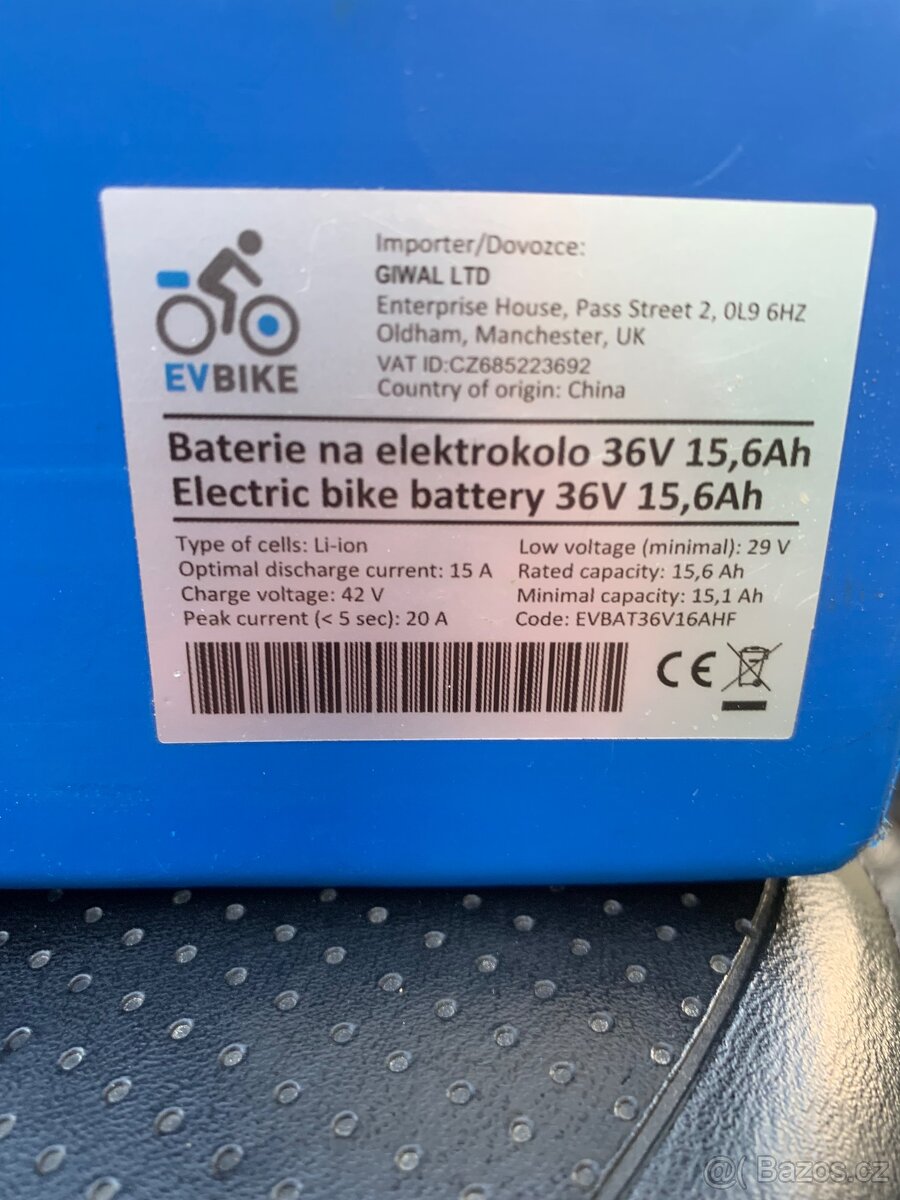 EVBIKE
Importer/Dovozce:
GIWAL LTD
Enterprise House, Pass Street 2, OL9 6HZ
Oldham, Manchester, UK
VAT ID:CZ685223692
Country of origin: China
Baterie na elektrokolo 36V 15,6Ah
Electric bike battery 36V 15,6Ah
Type of cells: Li-ion
Optimal discharge current: 15 A
Charge voltage: 42 V
Peak current (< 5 sec): 20 A
Low voltage (minimal): 29 V
Rated capacity: 15,6 Ah
Minimal capacity: 15,1 Ah
Code: EVBAT36V16AHF
CE
@( Bazos.cz